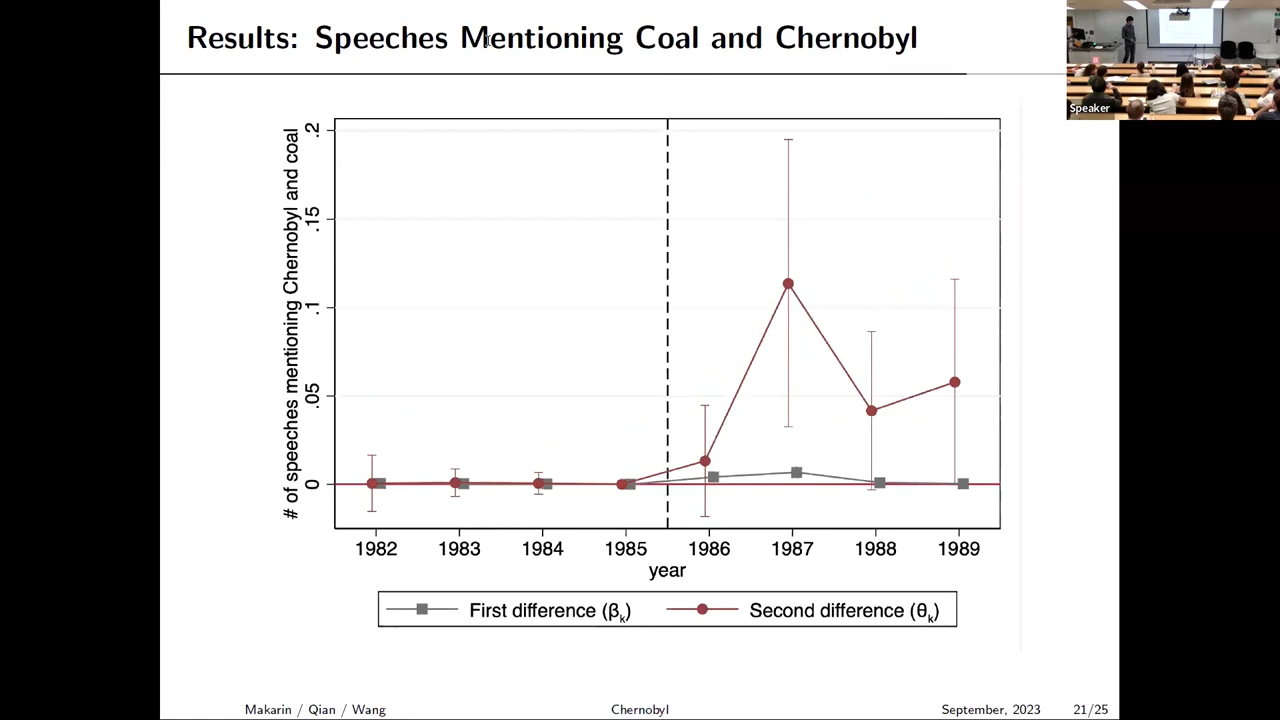 Results: Speeches Mentioning Coal and Chernobyl
Speaker
# of speeches mentioning Chernobyl and coal
.2
.15
.1
.05
0
1982 1983 1984 1985 1986 1987 1988 1989
year
First difference (βk) Second difference (θk)
Makarin / Qian / Wang Chernobyl September, 2023 21/25